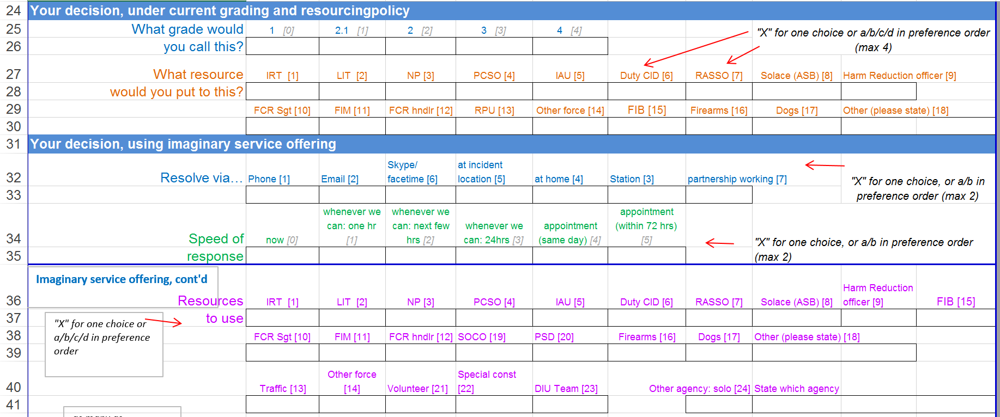 24 Your decision, under current grading and resourcingpolicy
25 What grade would 1 [0] 2.1 [1] 2 [2] 3 [3] 4 [4] "X" for one choice or a/b/c/d in preference order
26 you call this? (max 4)
27 What resource IRT [1] LIT [2] NP [3] PCSO [4] IAU [5] Duty CID [6] RASSO [7] Solace (ASB) [8] Harm Reduction officer [9]
28 would you put to this?
29 FCR Sgt [10] FIM [11] FCR hndlr [12] RPU [13] Other force [14] FIB [15] Firearms [16] Dogs [17] Other (please state) [18]
30
31 Your decision, using imaginary service offering
Skype/ at incident
32 Resolve via... Phone [1] Email [2] facetime [6] location [5] at home [4] Station [3] partnership working [7]
"X" for one choice, or a/b in
33 preference order (max 2)
whenever we whenever we appointment
can: one hr can: next few whenever we appointment (within 72 hrs)
34 Speed of now [0] [1] hrs [2] can: 24hrs [3] (same day) [4] [5] "X" for one choice, or a/b in preference order
35 response (max 2)
Imaginary service offering, cont'd
Harm Reduction
36 Resources IRT [1] LIT [2] NP [3] PCSO [4] IAU [5] Duty CID [6] RASSO [7] Solace (ASB) [8] officer [9] FIB [15]
37 to use
"X" for one choice or
a/b/c/d in preference
order
38 FCR Sgt [10] FIM [11] FCR hndlr [12] SOCO [19] PSD [20] Firearms [16] Dogs [17] Other (please state) [18]
39
Other force Special const
40 Traffic [13] [14] Volunteer [21] [22] DIU Team [23] Other agency: solo [24] State which agency
41